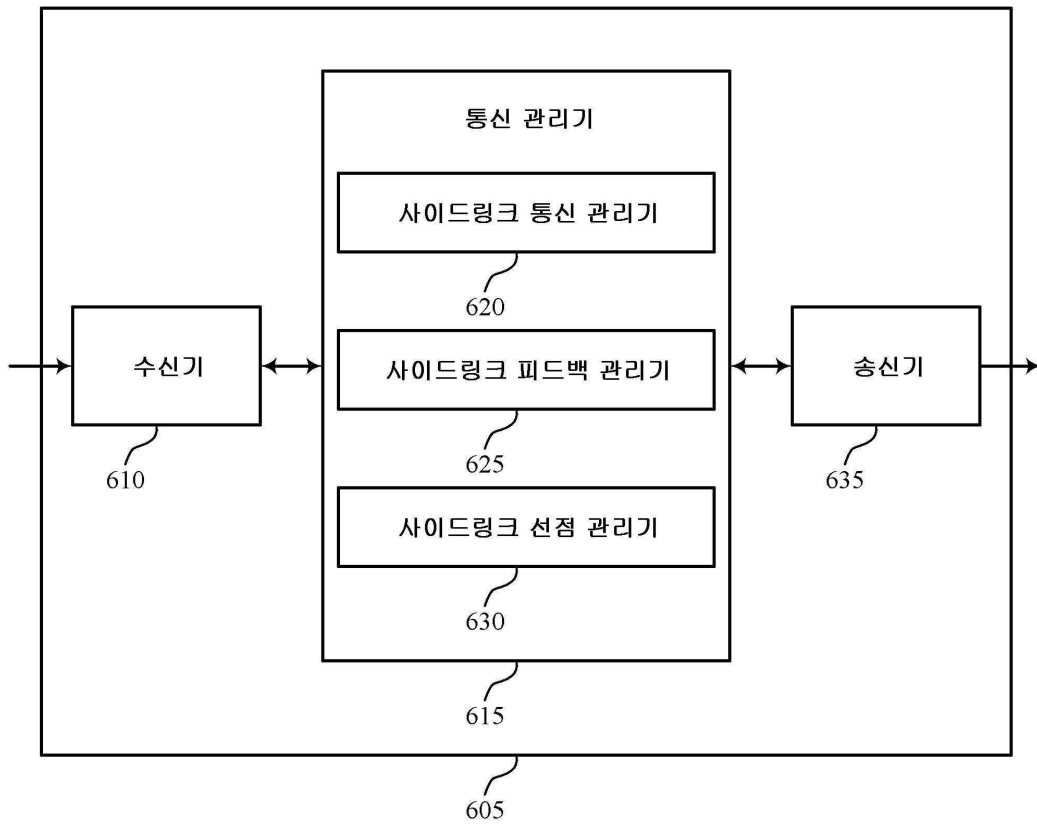 통신 관리기
사이드링크 통신 관리기
620
수신기
610
사이드링크 피드백 관리기
625
송신기
635
사이드링크 선점 관리기
630
615
605